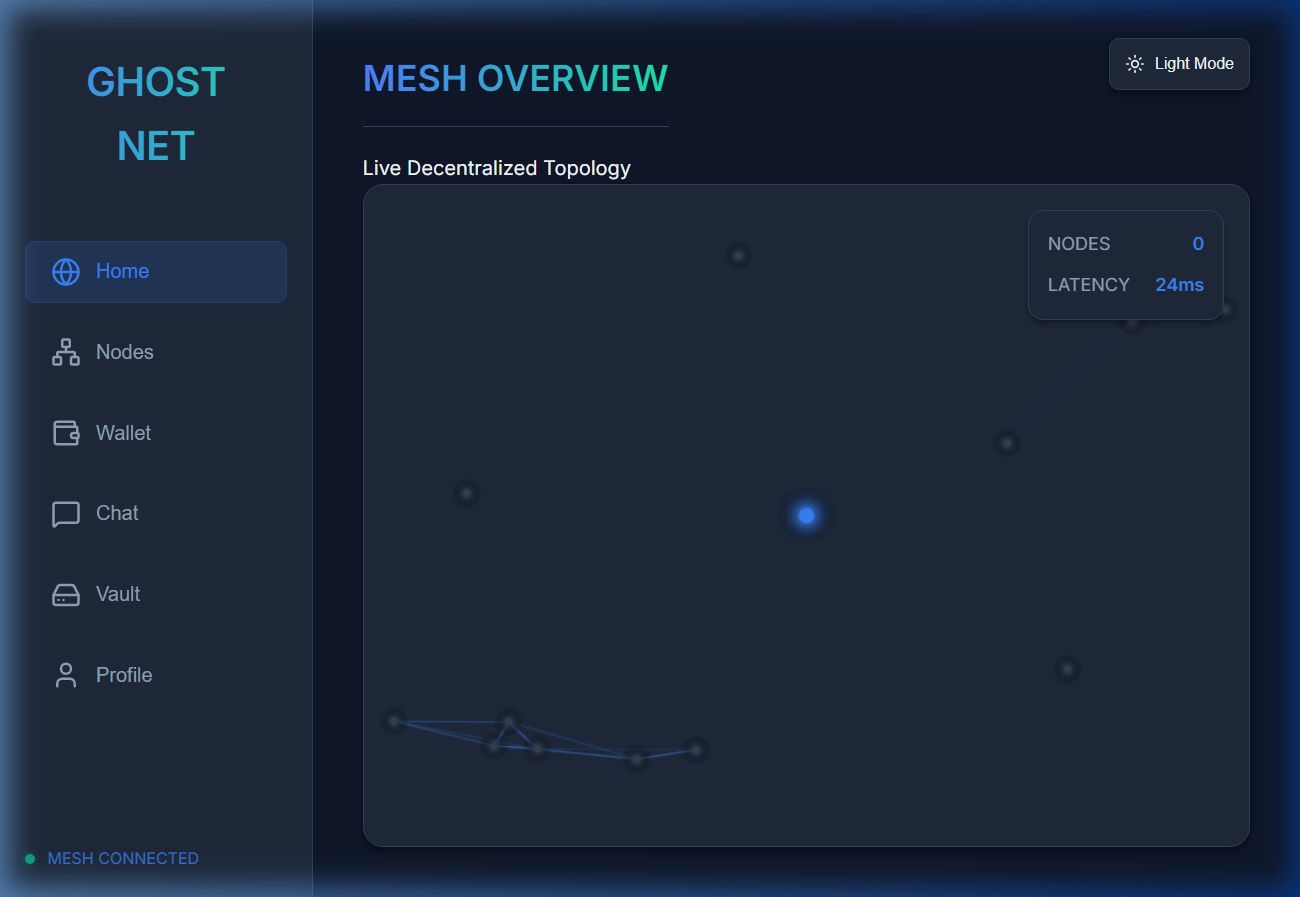 GHOST
NET
Home
Nodes
Wallet
Chat
Vault
Profile
MESH CONNECTED
MESH OVERVIEW
Light Mode
Live Decentralized Topology
NODES 0
LATENCY 24ms